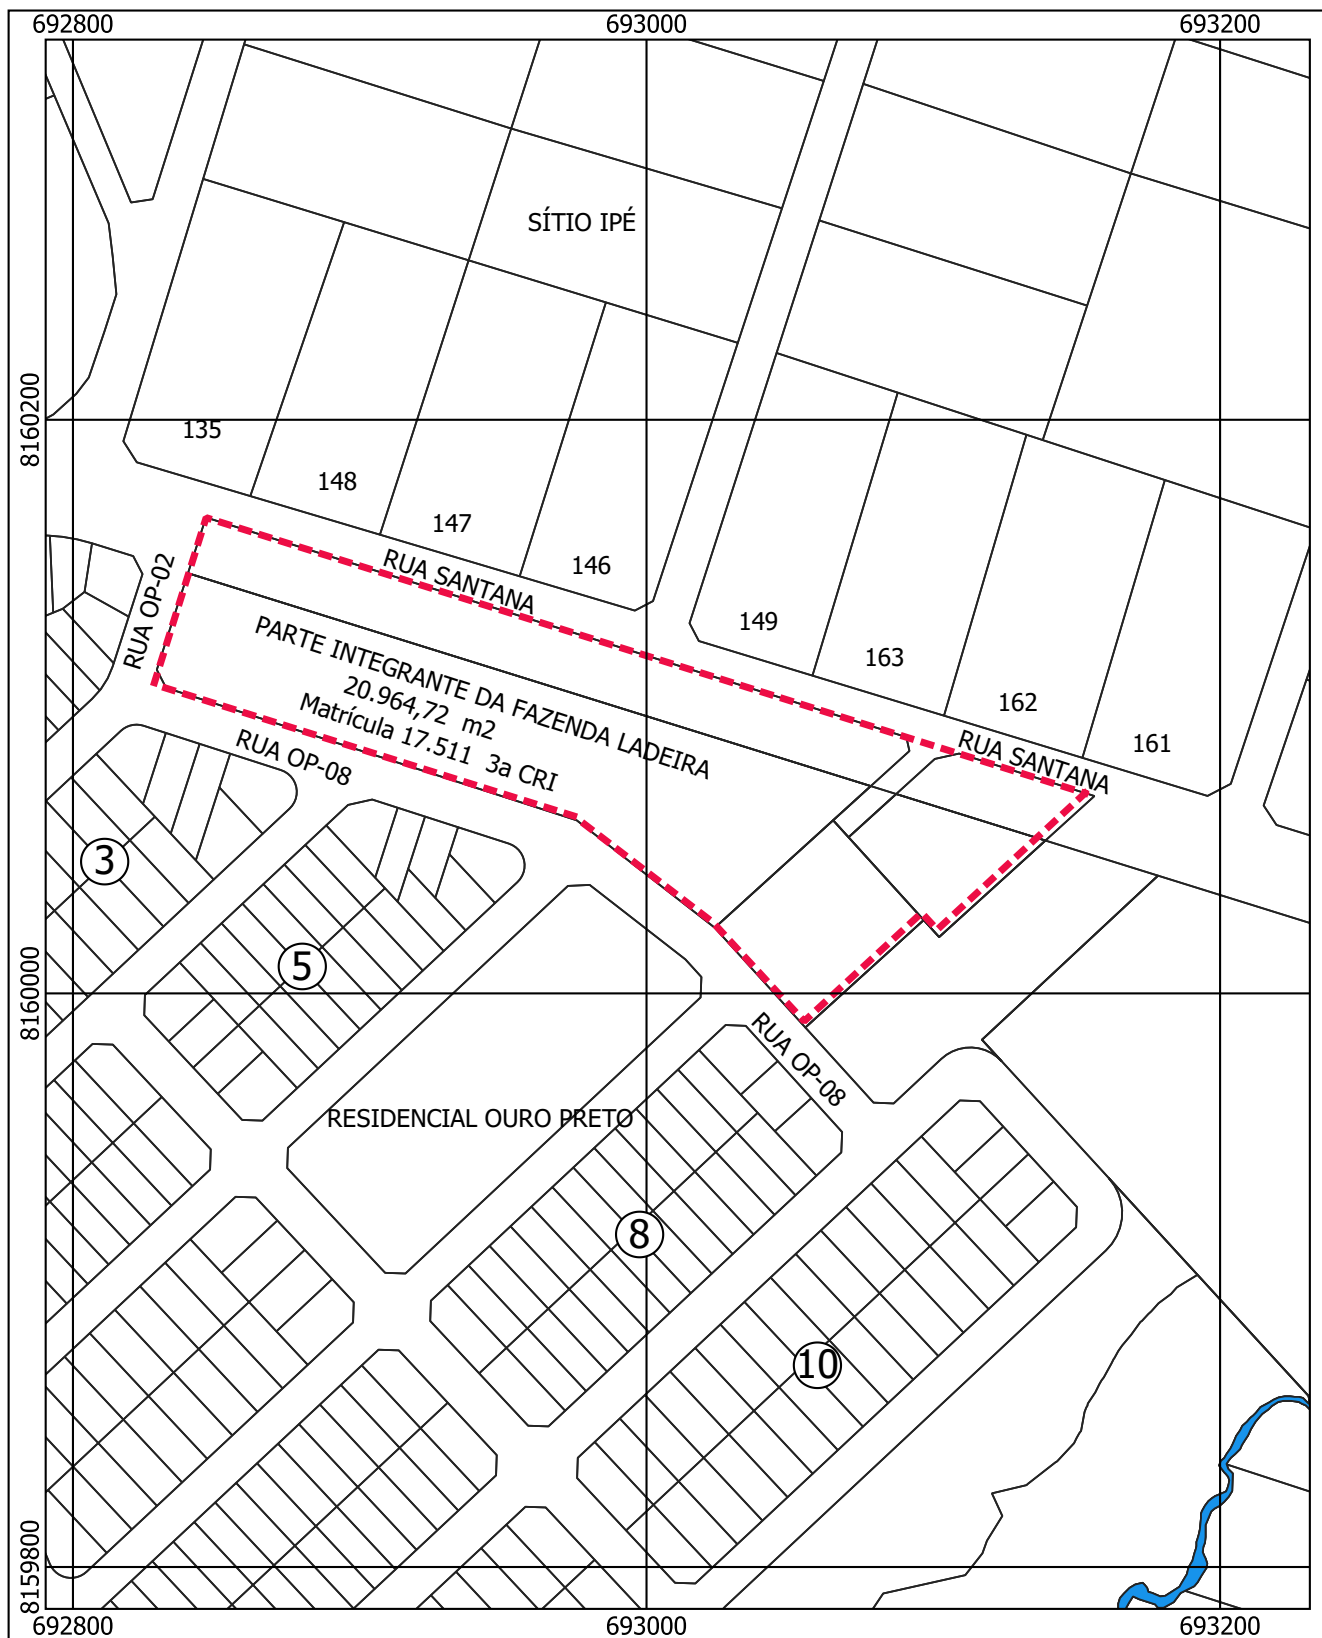 692800
693000
693200
SÍTIO IPÉ
8160200
135
148
147
146
149
163
162
161
RUA SANTANA
RUA OP-02
PARTE INTEGRANTE DA FAZENDA LADEIRA
20.964,72 m2
Matrícula 17.511 3a CRI
RUA SANTANA
RUA OP-08
3
5
8160000
RUA OP-08
RESIDENCIAL OURO PRETO
8
10
8159800
692800
693000
693200